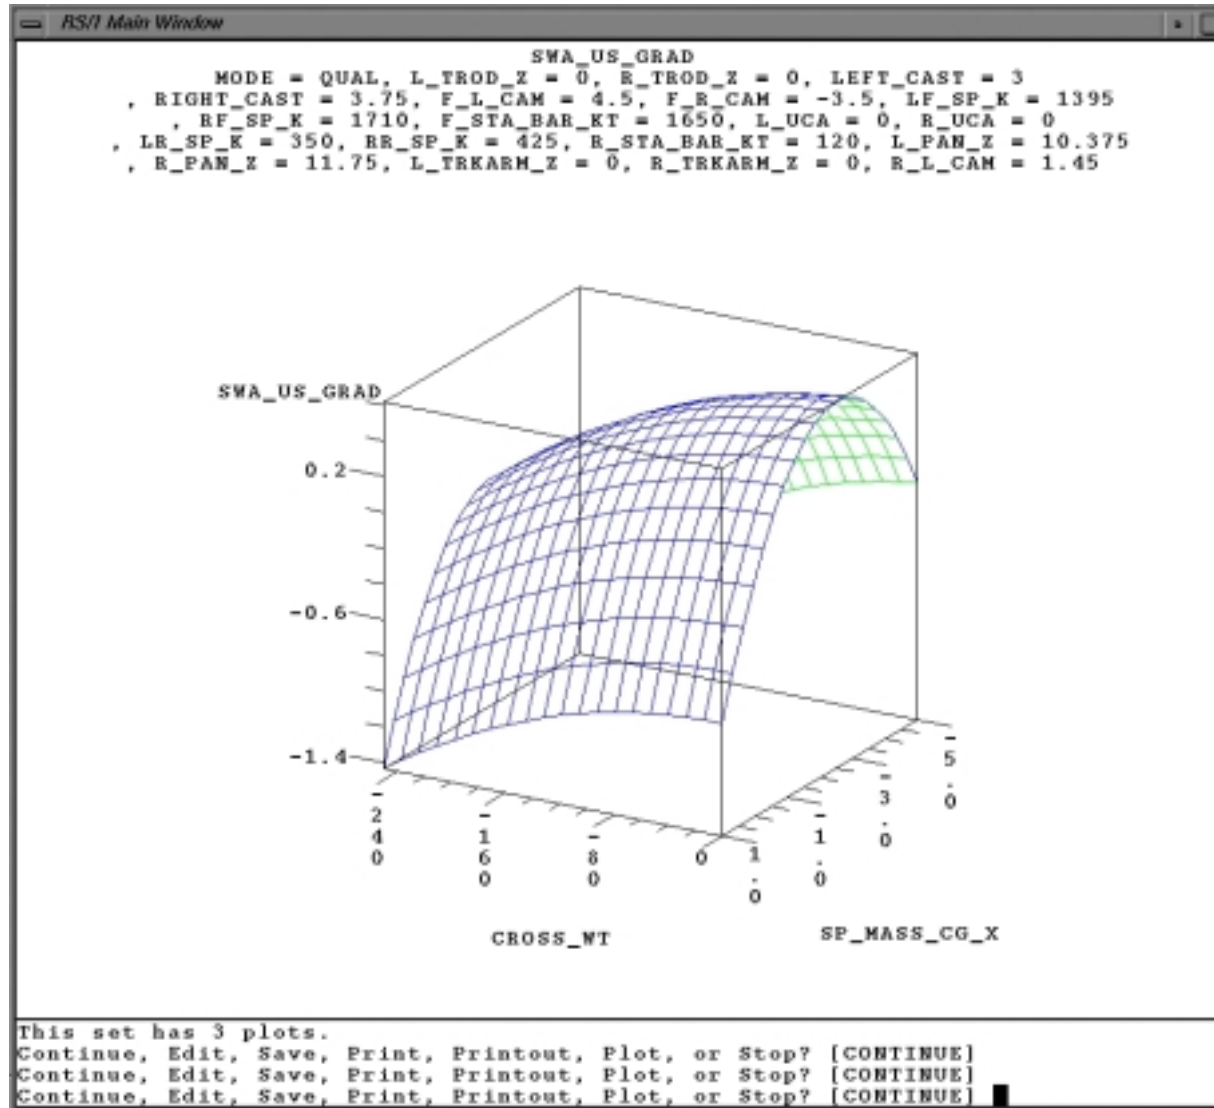 RS/1 Main Window
SWA_US_GRAD
MODE = QUAL, L_TROD_Z = 0, R_TROD_Z = 0, LEFT_CAST = 3
, RIGHT_CAST = 3.75, F_L_CAM = 4.5, F_R_CAM = -3.5, LF_SP_K = 1395
, RF_SP_K = 1710, F_STA_BAR_KT = 1650, L_UCA = 0, R_UCA = 0
, LR_SP_K = 350, RR_SP_K = 425, R_STA_BAR_KT = 120, L_PAN_Z = 10.375
, R_PAN_Z = 11.75, L_TRKARM_Z = 0, R_TRKARM_Z = 0, R_L_CAM = 1.45
SWA_US_GRAD
0.2
-0.6
-1.4
-240
-160
-80
0
1.0
-1.0
-3.0
-5.0
CROSS_WT
SP_MASS_CG_X
This set has 3 plots.
Continue, Edit, Save, Print, Printout, Plot, or Stop? [CONTINUE]
Continue, Edit, Save, Print, Printout, Plot, or Stop? [CONTINUE]
Continue, Edit, Save, Print, Printout, Plot, or Stop? [CONTINUE]